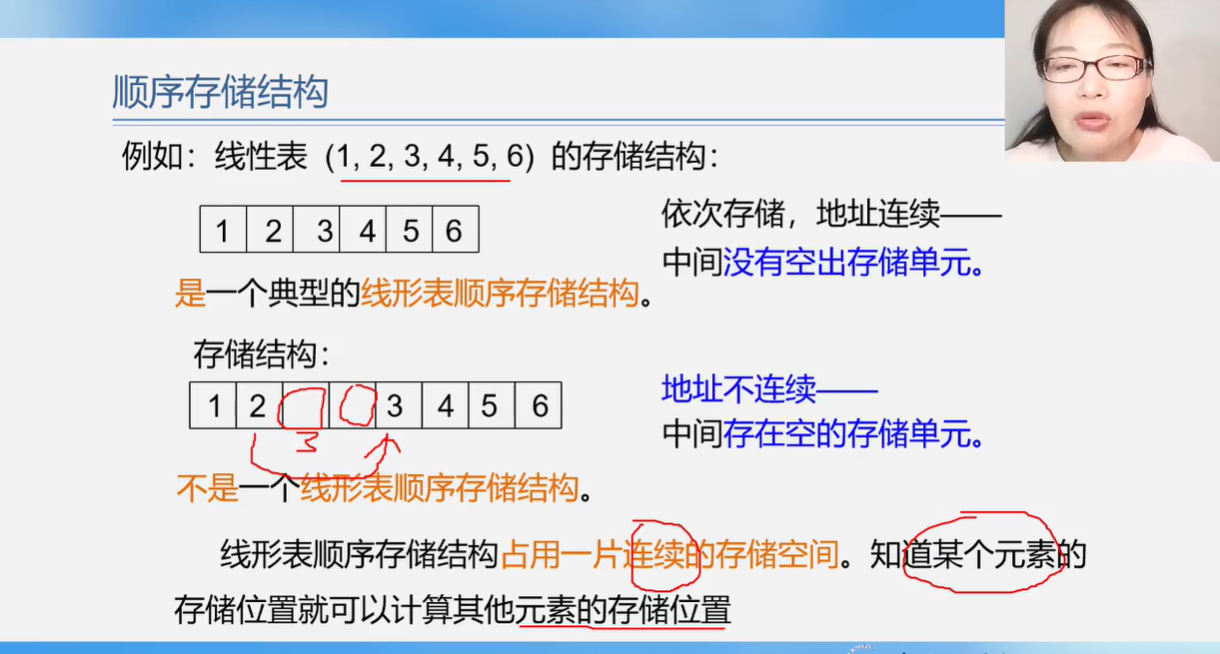 顺序存储结构
例如：线性表（1, 2, 3, 4, 5, 6）的存储结构：
1 2 3 4 5 6
依次存储，地址连续——
中间没有空出存储单元。
是一个典型的线形表顺序存储结构。
存储结构：
1 2 3 4 5 6
3
地址不连续——
中间存在空的存储单元。
不是一个线形表顺序存储结构。
线形表顺序存储结构占用一片连续的存储空间。知道某个元素的
存储位置就可以计算其他元素的存储位置